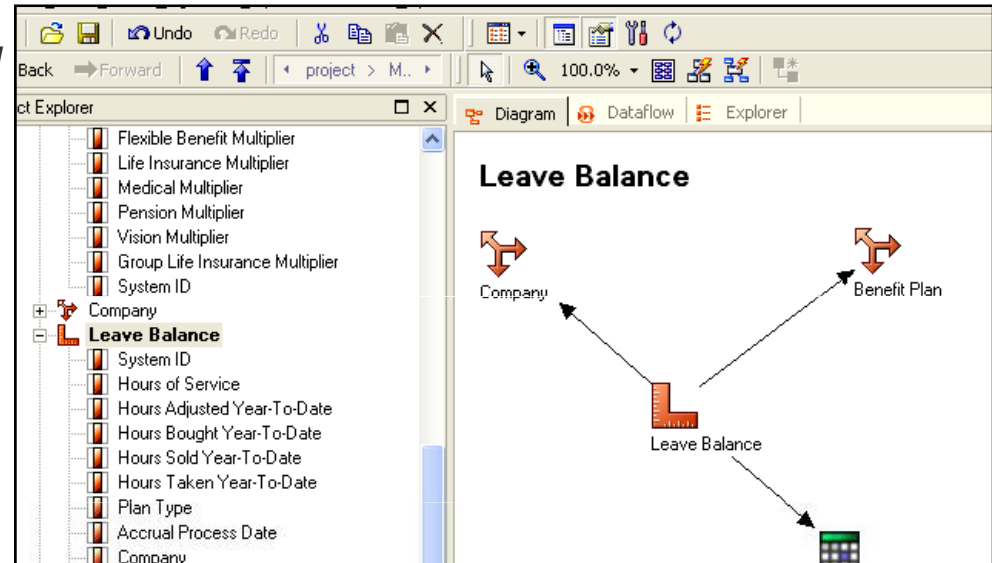 Undo Redo
Back Forward project > M.. 100.0%
ct Explorer
Diagram Dataflow Explorer
Flexible Benefit Multiplier
Life Insurance Multiplier
Medical Multiplier
Pension Multiplier
Vision Multiplier
Group Life Insurance Multiplier
System ID
Company
Leave Balance
System ID
Hours of Service
Hours Adjusted Year-To-Date
Hours Bought Year-To-Date
Hours Sold Year-To-Date
Hours Taken Year-To-Date
Plan Type
Accrual Process Date
Company
Leave Balance
Company
Benefit Plan
Leave Balance